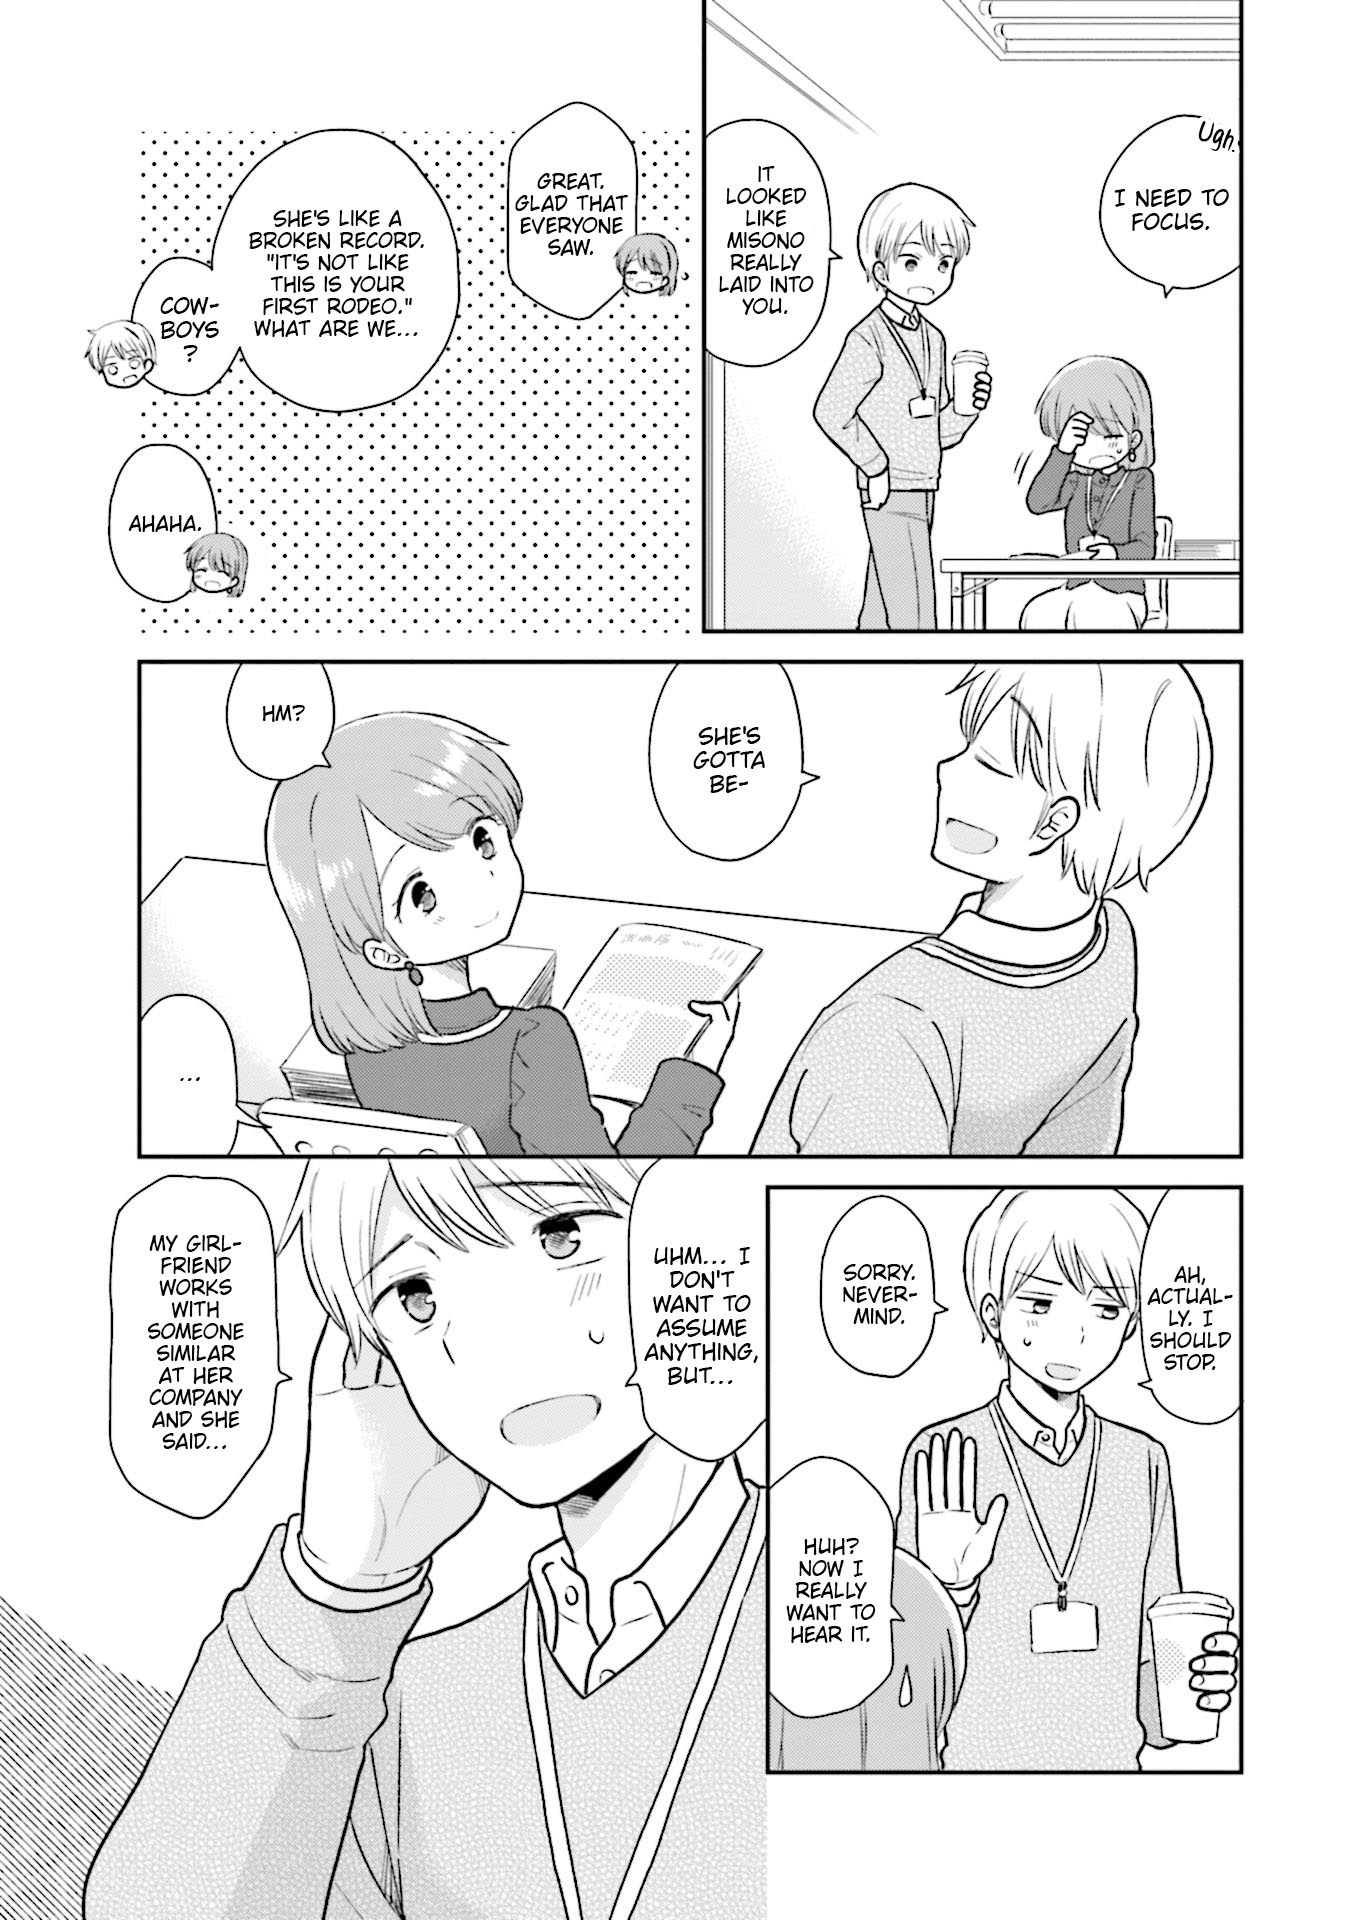 Ugh.
I NEED TO
FOCUS.
IT
LOOKED
LIKE
MISONO
REALLY
LAID INTO
YOU.
GREAT.
GLAD THAT
EVERYONE
SAW.
SHE'S LIKE A
BROKEN RECORD.
"IT'S NOT LIKE
THIS IS YOUR
FIRST RODEO."
WHAT ARE WE...
COW-
BOYS
?
AHAHA.
SHE'S
GOTTA
BE-
HM?
...
AH,
ACTUAL-
LY. I
SHOULD
STOP.
SORRY.
NEVER-
MIND.
HUH?
NOW I
REALLY
WANT TO
HEAR IT.
UHM... I
DON'T
WANT TO
ASSUME
ANYTHING,
BUT...
MY GIRL-
FRIEND
WORKS
WITH
SOMEONE
SIMILAR
AT HER
COMPANY
AND SHE
SAID...